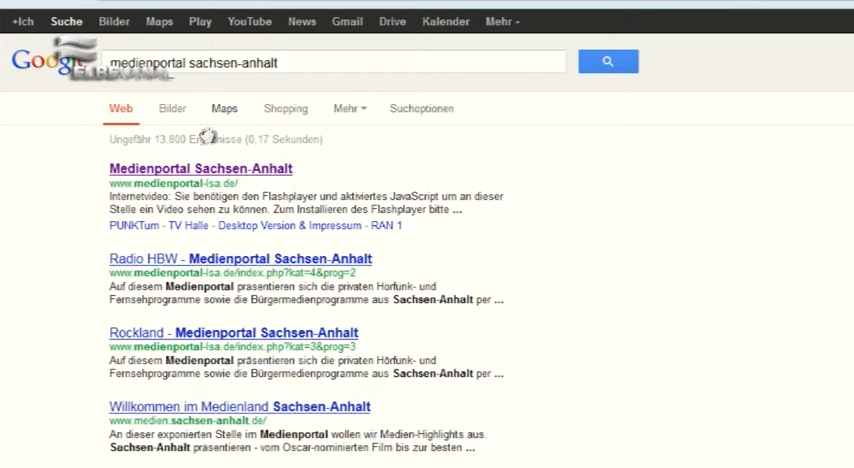 +Ich Suche Bilder Maps Play YouTube News Gmail Drive Kalender Mehr
Google medienportal sachsen-anhalt
ELBEKANAL
Web Bilder Maps Shopping Mehr Suchoptionen
Ungefähr 13.800 Ergebnisse (0,17 Sekunden)
Medienportal Sachsen-Anhalt
www.medienportal-lsa.de/
Internetvideo: Sie benötigen den Flashplayer und aktiviertes JavaScript um an dieser
Stelle ein Video sehen zu können. Zum Installieren des Flashplayer bitte ...
PUNKTum - TV Halle - Desktop Version & Impressum - RAN 1
Radio HBW - Medienportal Sachsen-Anhalt
www.medienportal-lsa.de/index.php?kat=4&prog=2
Auf diesem Medienportal präsentieren sich die privaten Hörfunk- und
Fernsehprogramme sowie die Bürgermedienprogramme aus Sachsen-Anhalt per ...
Rockland - Medienportal Sachsen-Anhalt
www.medienportal-lsa.de/index.php?kat=3&prog=3
Auf diesem Medienportal präsentieren sich die privaten Hörfunk- und
Fernsehprogramme sowie die Bürgermedienprogramme aus Sachsen-Anhalt per ...
Willkommen im Medienland Sachsen-Anhalt
www.medien.sachsen-anhalt.de/
An dieser exponierten Stelle im Medienportal wollen wir Medien-Highlights aus.
Sachsen-Anhalt präsentieren - vom Oscar-nominierten Film bis zur besten ...